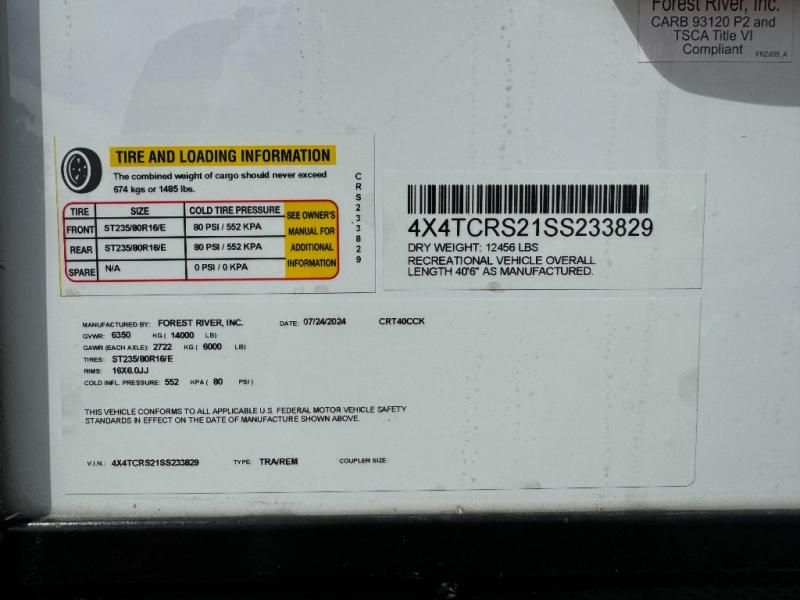 Forest River, Inc.
CARB 93120 P2 and
TSCA Title VI
Compliant
FRZ-035_A
TIRE AND LOADING INFORMATION
The combined weight of cargo should never exceed
674 kgs or 1485 lbs.
TIRE SIZE COLD TIRE PRESSURE
FRONT ST235/80R16/E 80 PSI / 552 KPA
REAR ST235/80R16/E 80 PSI / 552 KPA
SPARE N/A 0 PSI / 0 KPA
SEE OWNER'S
MANUAL FOR
ADDITIONAL
INFORMATION
CRS233829
4X4TCRS21SS233829
DRY WEIGHT: 12456 LBS
RECREATIONAL VEHICLE OVERALL
LENGTH 40'6" AS MANUFACTURED.
MANUFACTURED BY: FOREST RIVER, INC. DATE: 07/24/2024 CRT40CCK
GVWR: 6350 KG ( 14000 LB)
GAWR (EACH AXLE): 2722 KG ( 6000 LB)
TIRES: ST235/80R16/E
RIMS: 16X6.0JJ
COLD INFL. PRESSURE: 552 KPA ( 80 PSI)
THIS VEHICLE CONFORMS TO ALL APPLICABLE U.S. FEDERAL MOTOR VEHICLE SAFETY
STANDARDS IN EFFECT ON THE DATE OF MANUFACTURE SHOWN ABOVE.
V.I.N.: 4X4TCRS21SS233829 TYPE: TRA/REM COUPLER SIZE: